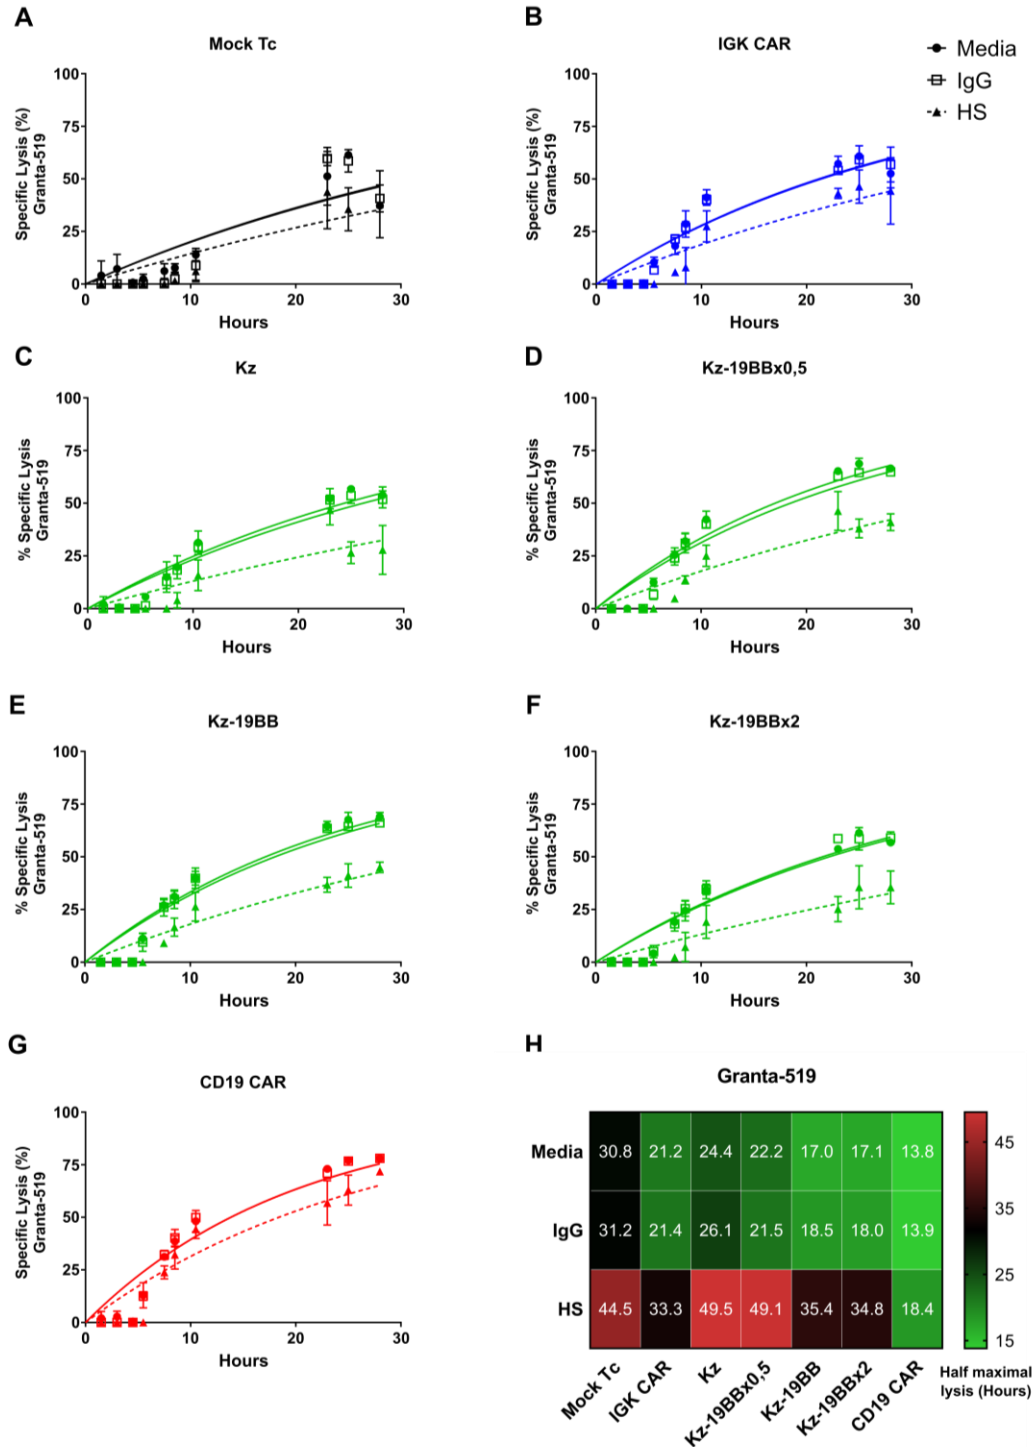 A
Mock Tc
Specific Lysis (%)
Granta-519
100
75
50
25
0
0 10 20 30
Hours
B
IGK CAR
Specific Lysis (%)
Granta-519
100
75
50
25
0
0 10 20 30
Hours
Media
IgG
HS
C
Kz
% Specific Lysis
Granta-519
100
75
50
25
0
0 10 20 30
Hours
D
Kz-19BBx0,5
% Specific Lysis
Granta-519
100
75
50
25
0
0 10 20 30
Hours
E
Kz-19BB
% Specific Lysis
Granta-519
100
75
50
25
0
0 10 20 30
Hours
F
Kz-19BBx2
% Specific Lysis
Granta-519
100
75
50
25
0
0 10 20 30
Hours
G
CD19 CAR
Specific Lysis (%)
Granta-519
100
75
50
25
0
0 10 20 30
Hours
H
Granta-519
Media 30.8 21.2 24.4 22.2 17.0 17.1 13.8
IgG 31.2 21.4 26.1 21.5 18.5 18.0 13.9
HS 44.5 33.3 49.5 49.1 35.4 34.8 18.4
Mock Tc
IGK CAR
Kz
Kz-19BBx0,5
Kz-19BB
Kz-19BBx2
CD19 CAR
45
35
25
15
Half maximal
lysis (Hours)